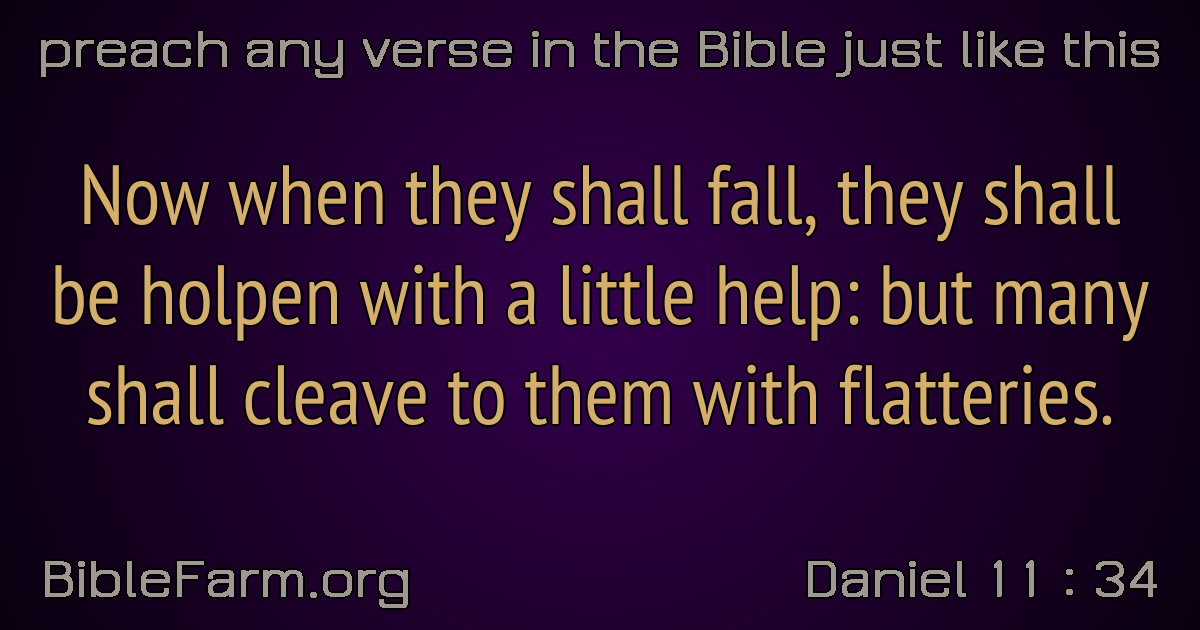 preach any verse in the Bible just like this
Now when they shall fall, they shall
be holpen with a little help: but many
shall cleave to them with flatteries.
BibleFarm.org
Daniel 11 : 34